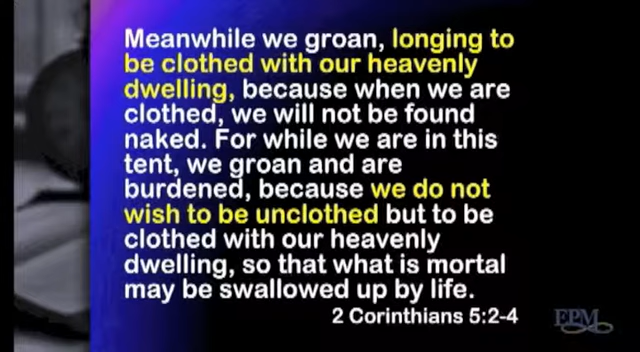 Meanwhile we groan, longing to
be clothed with our heavenly
dwelling, because when we are
clothed, we will not be found
naked. For while we are in this
tent, we groan and are
burdened, because we do not
wish to be unclothed but to be
clothed with our heavenly
dwelling, so that what is mortal
may be swallowed up by life.
2 Corinthians 5:2-4
EPM